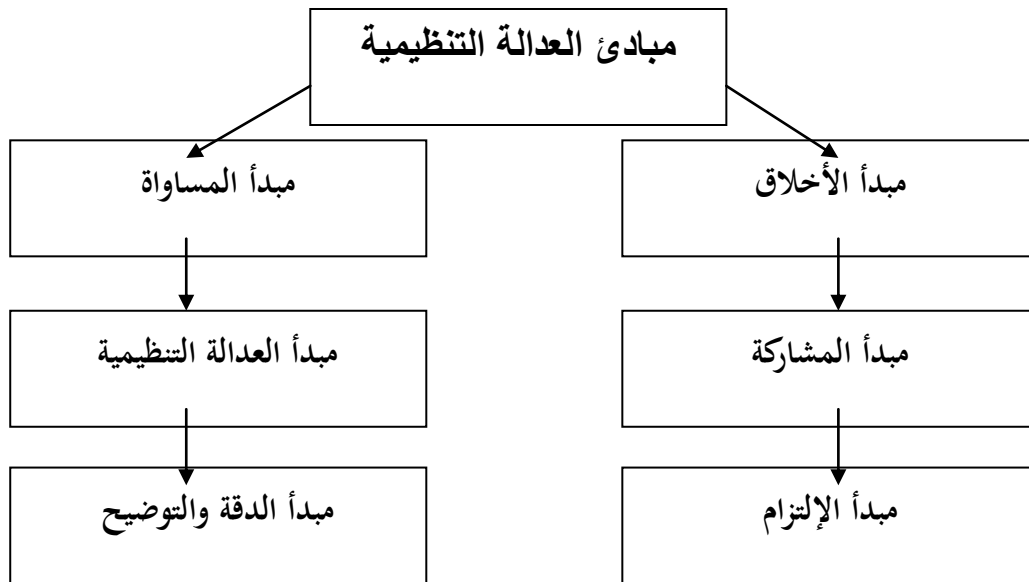 مبادئ العدالة التنظيمية
مبدأ الأخلاق
مبدأ المساواة
مبدأ المشاركة
مبدأ العدالة التنظيمية
مبدأ الإلتزام
مبدأ الدقة والتوضيح